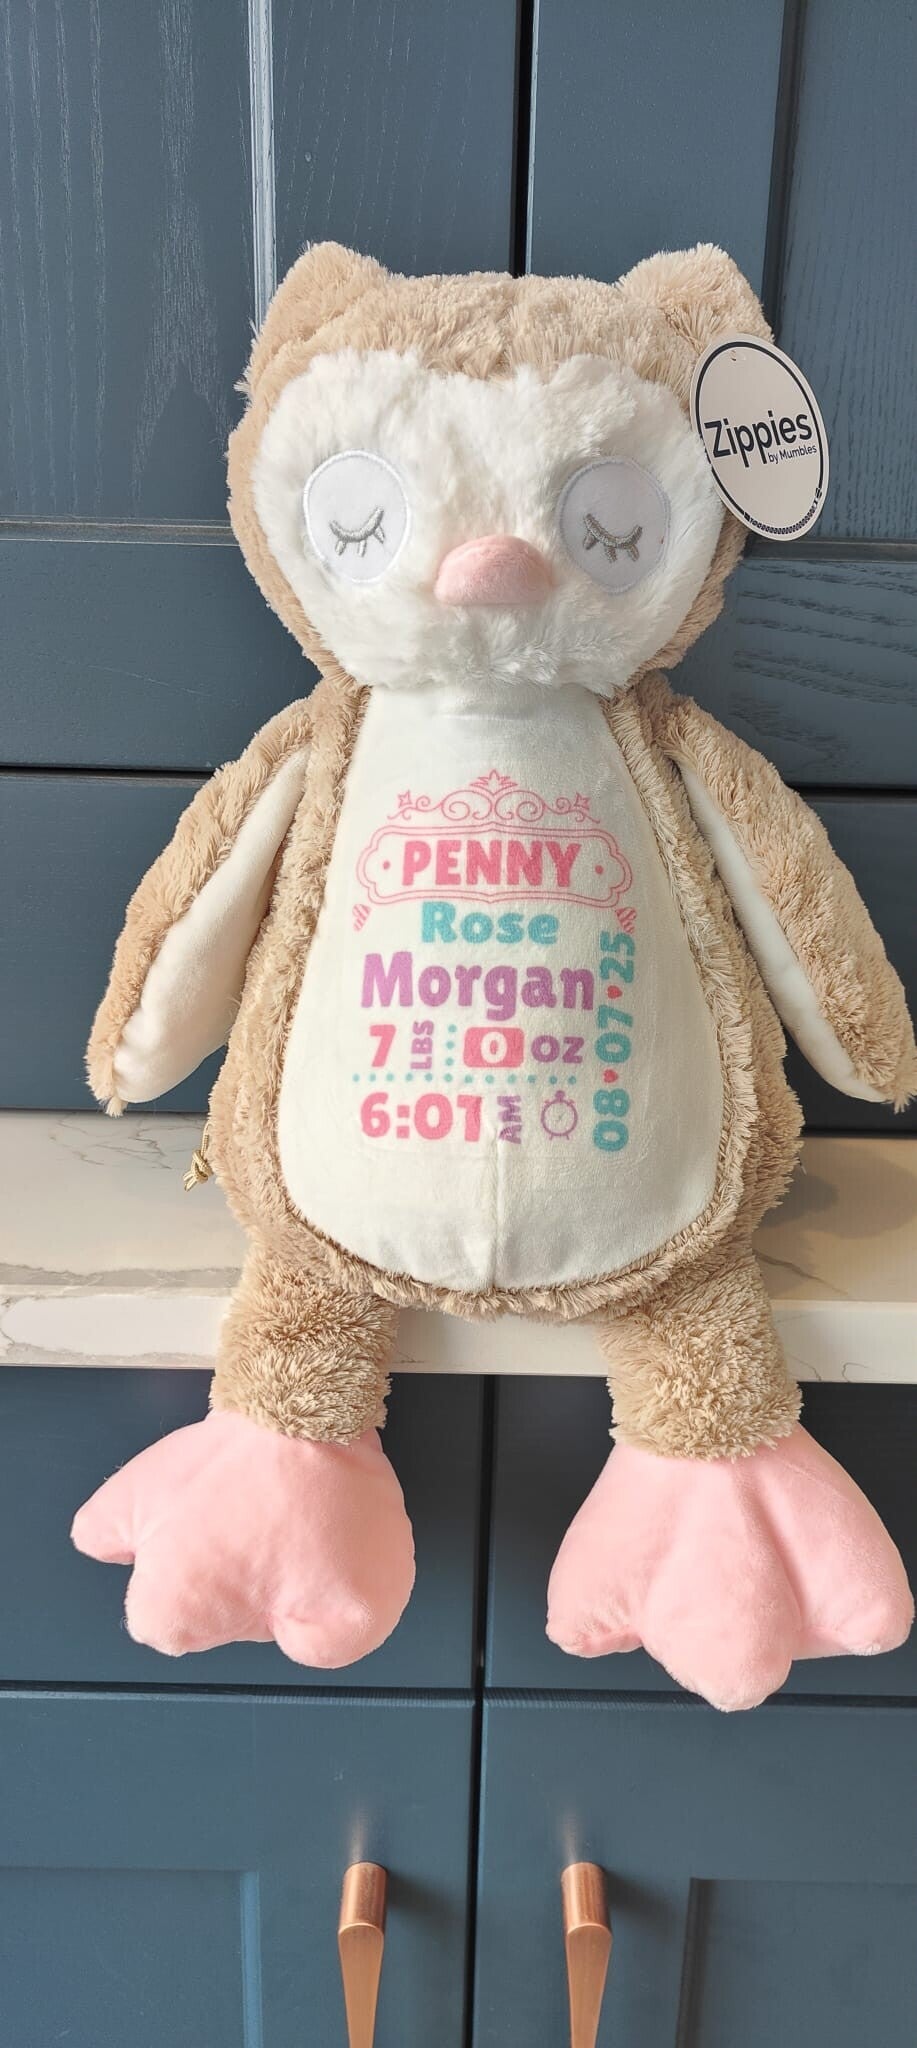 Zippies
by Mumbles
PENNY
Rose
Morgan
7 LBS 0 oz
6:01 AM
08♥07♥25